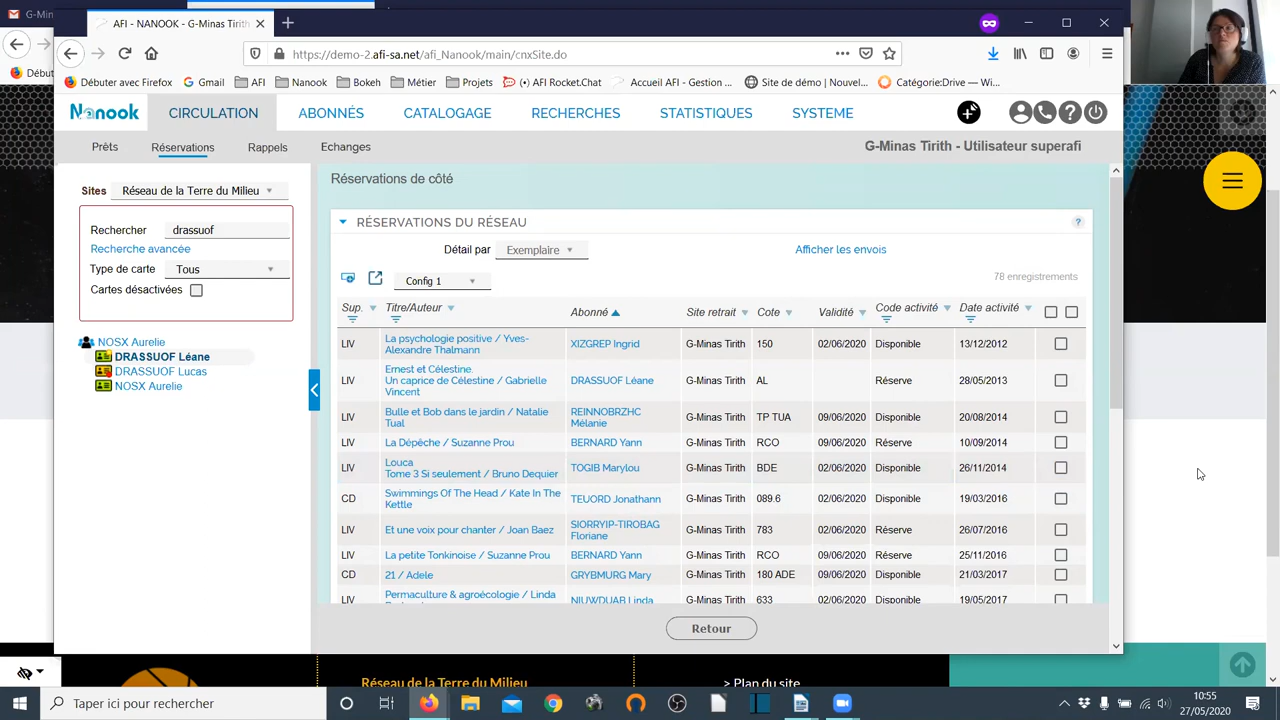 G-Min
AFI - NANOOK - G-Minas Tirith
https://demo-2.afi-sa.net/afi_Nanook/main/cnxSite.do
Début
Débuter avec Firefox
Gmail
AFI
Nanook
Bokeh
Métier
Projets
(•) AFI Rocket.Chat
Accueil AFI - Gestion ...
Site de démo | Nouvel...
Catégorie:Drive — Wi...
Nanook
CIRCULATION
ABONNÉS
CATALOGAGE
RECHERCHES
STATISTIQUES
SYSTEME
Prêts
Réservations
Rappels
Echanges
G-Minas Tirith - Utilisateur superafi
Sites Réseau de la Terre du Milieu
Rechercher drassuof
Recherche avancée
Type de carte Tous
Cartes désactivées
NOSX Aurelie
DRASSUOF Léane
DRASSUOF Lucas
NOSX Aurelie
Réservations de côté
RÉSERVATIONS DU RÉSEAU
?
Détail par Exemplaire
Afficher les envois
Config 1
78 enregistrements
Sup. Titre/Auteur Abonné Site retrait Cote Validité Code activité Date activité
LIV La psychologie positive / Yves- XIZGREP Ingrid G-Minas Tirith 150 02/06/2020 Disponible 13/12/2012
Alexandre Thalmann
Ernest et Célestine.
LIV Un caprice de Célestine / Gabrielle DRASSUOF Léane G-Minas Tirith AL 02/06/2020 Réserve 28/05/2013
Vincent
LIV Bulle et Bob dans le jardin / Natalie REINNOBRZHC G-Minas Tirith TP TUA 09/06/2020 Disponible 20/08/2014
Tual Mélanie
LIV La Dépêche / Suzanne Prou BERNARD Yann G-Minas Tirith RCO 09/06/2020 Réserve 10/09/2014
Louca
LIV Tome 3 Si seulement / Bruno Dequier TOGIB Marylou G-Minas Tirith BDE 02/06/2020 Disponible 26/11/2014
CD Swimmings Of The Head / Kate In The TEUORD Jonathann G-Minas Tirith 089.6 02/06/2020 Disponible 19/03/2016
Kettle
LIV Et une voix pour chanter / Joan Baez SIORRYIP-TIROBAG G-Minas Tirith 783 02/06/2020 Réserve 26/07/2016
Floriane
LIV La petite Tonkinoise / Suzanne Prou BERNARD Yann G-Minas Tirith RCO 09/06/2020 Réserve 25/11/2016
CD 21 / Adele GRYBMURG Mary G-Minas Tirith 180 ADE 09/06/2020 Disponible 21/03/2017
LIV Permaculture & agroécologie / Linda NIUWDUAB Linda G-Minas Tirith 633 02/06/2020 Disponible 19/05/2017
Retour
Réseau de la Terre du Milieu
> Plan du site
Taper ici pour rechercher
10:55
27/05/2020